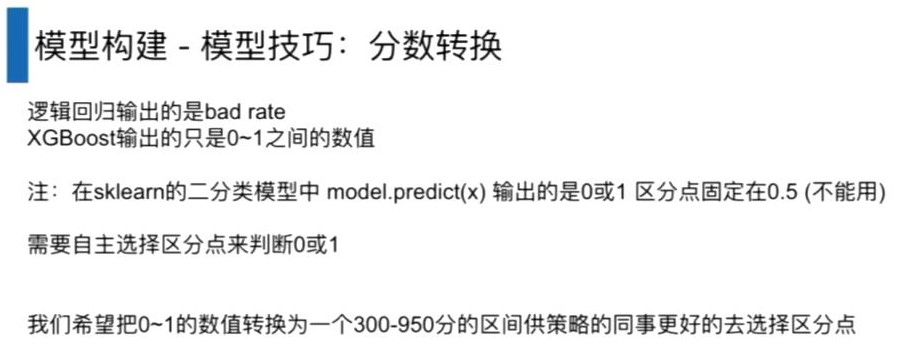 模型构建 - 模型技巧：分数转换
逻辑回归输出的是bad rate
XGBoost输出的只是0~1之间的数值
注：在sklearn的二分类模型中 model.predict(x) 输出的是0或1 区分点固定在0.5 (不能用)
需要自主选择区分点来判断0或1
我们希望把0~1的数值转换为一个300-950分的区间供策略的同事更好的去选择区分点